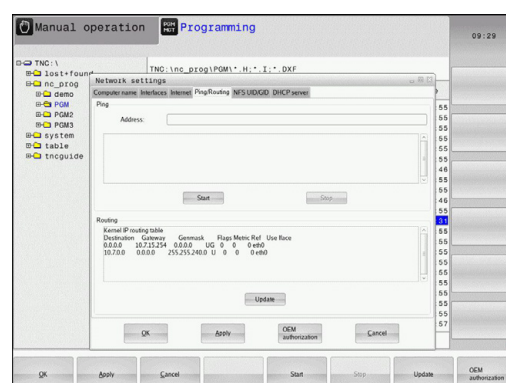 Manual operation
PGM MGT Programming
09:29
TNC:\
lost+found
nc_prog
demo
PGM
PGM2
PGM3
system
table
tncguide
TNC:\nc_prog\PGM\*.H;*.I;*.DXF
Network settings
Computer name Interfaces Internet Ping/Routing NFS UID/GID DHCP server
Ping
Address:
Start Stop
Routing
Kernel IP routing table
Destination Gateway Genmask Flags Metric Ref Use Iface
0.0.0.0 10.7.15.254 0.0.0.0 UG 0 0 0 eth0
10.7.0.0 0.0.0.0 255.255.240.0 U 0 0 0 eth0
Update
OK Apply OEM authorization Cancel
55
55
55
55
55
55
46
55
55
46
55
31
55
55
55
55
55
55
55
55
55
57
OK Apply Cancel Start Stop Update OEM authorization